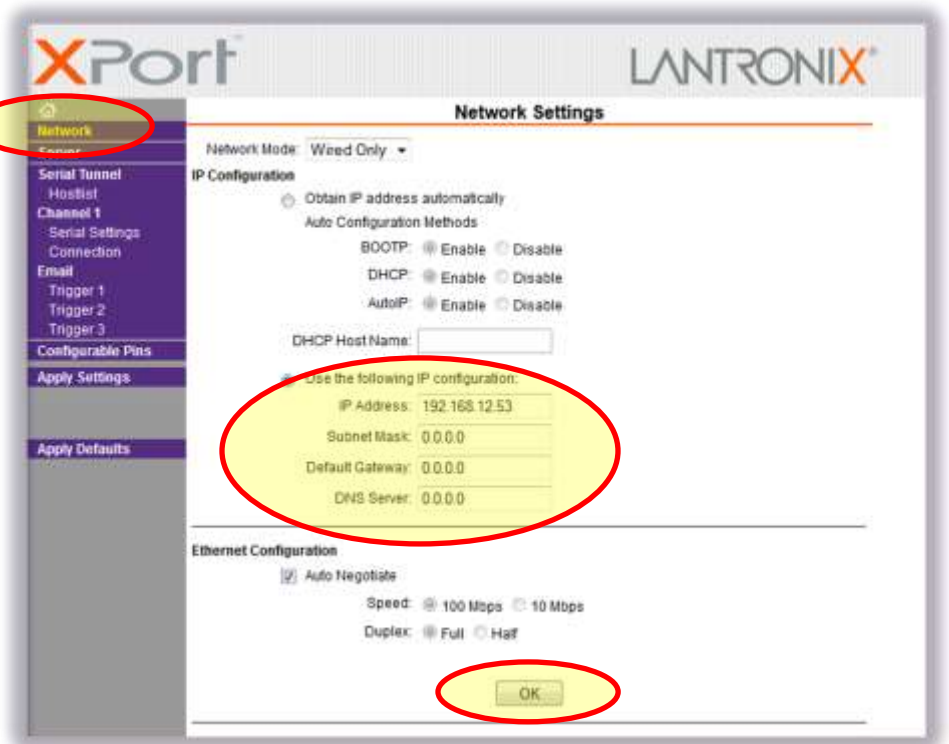 XPort
LANTRONIX®
Network
Server
Serial Tunnel
Hostlist
Channel 1
Serial Settings
Connection
Email
Trigger 1
Trigger 2
Trigger 3
Configurable Pins
Apply Settings
Apply Defaults
Network Settings
Network Mode: Wired Only
IP Configuration
Obtain IP address automatically
Auto Configuration Methods
BOOTP: Enable Disable
DHCP: Enable Disable
AutoIP: Enable Disable
DHCP Host Name:
Use the following IP configuration:
IP Address: 192.168.12.53
Subnet Mask: 0.0.0.0
Default Gateway: 0.0.0.0
DNS Server: 0.0.0.0
Ethernet Configuration
Auto Negotiate
Speed: 100 Mbps 10 Mbps
Duplex: Full Half
OK